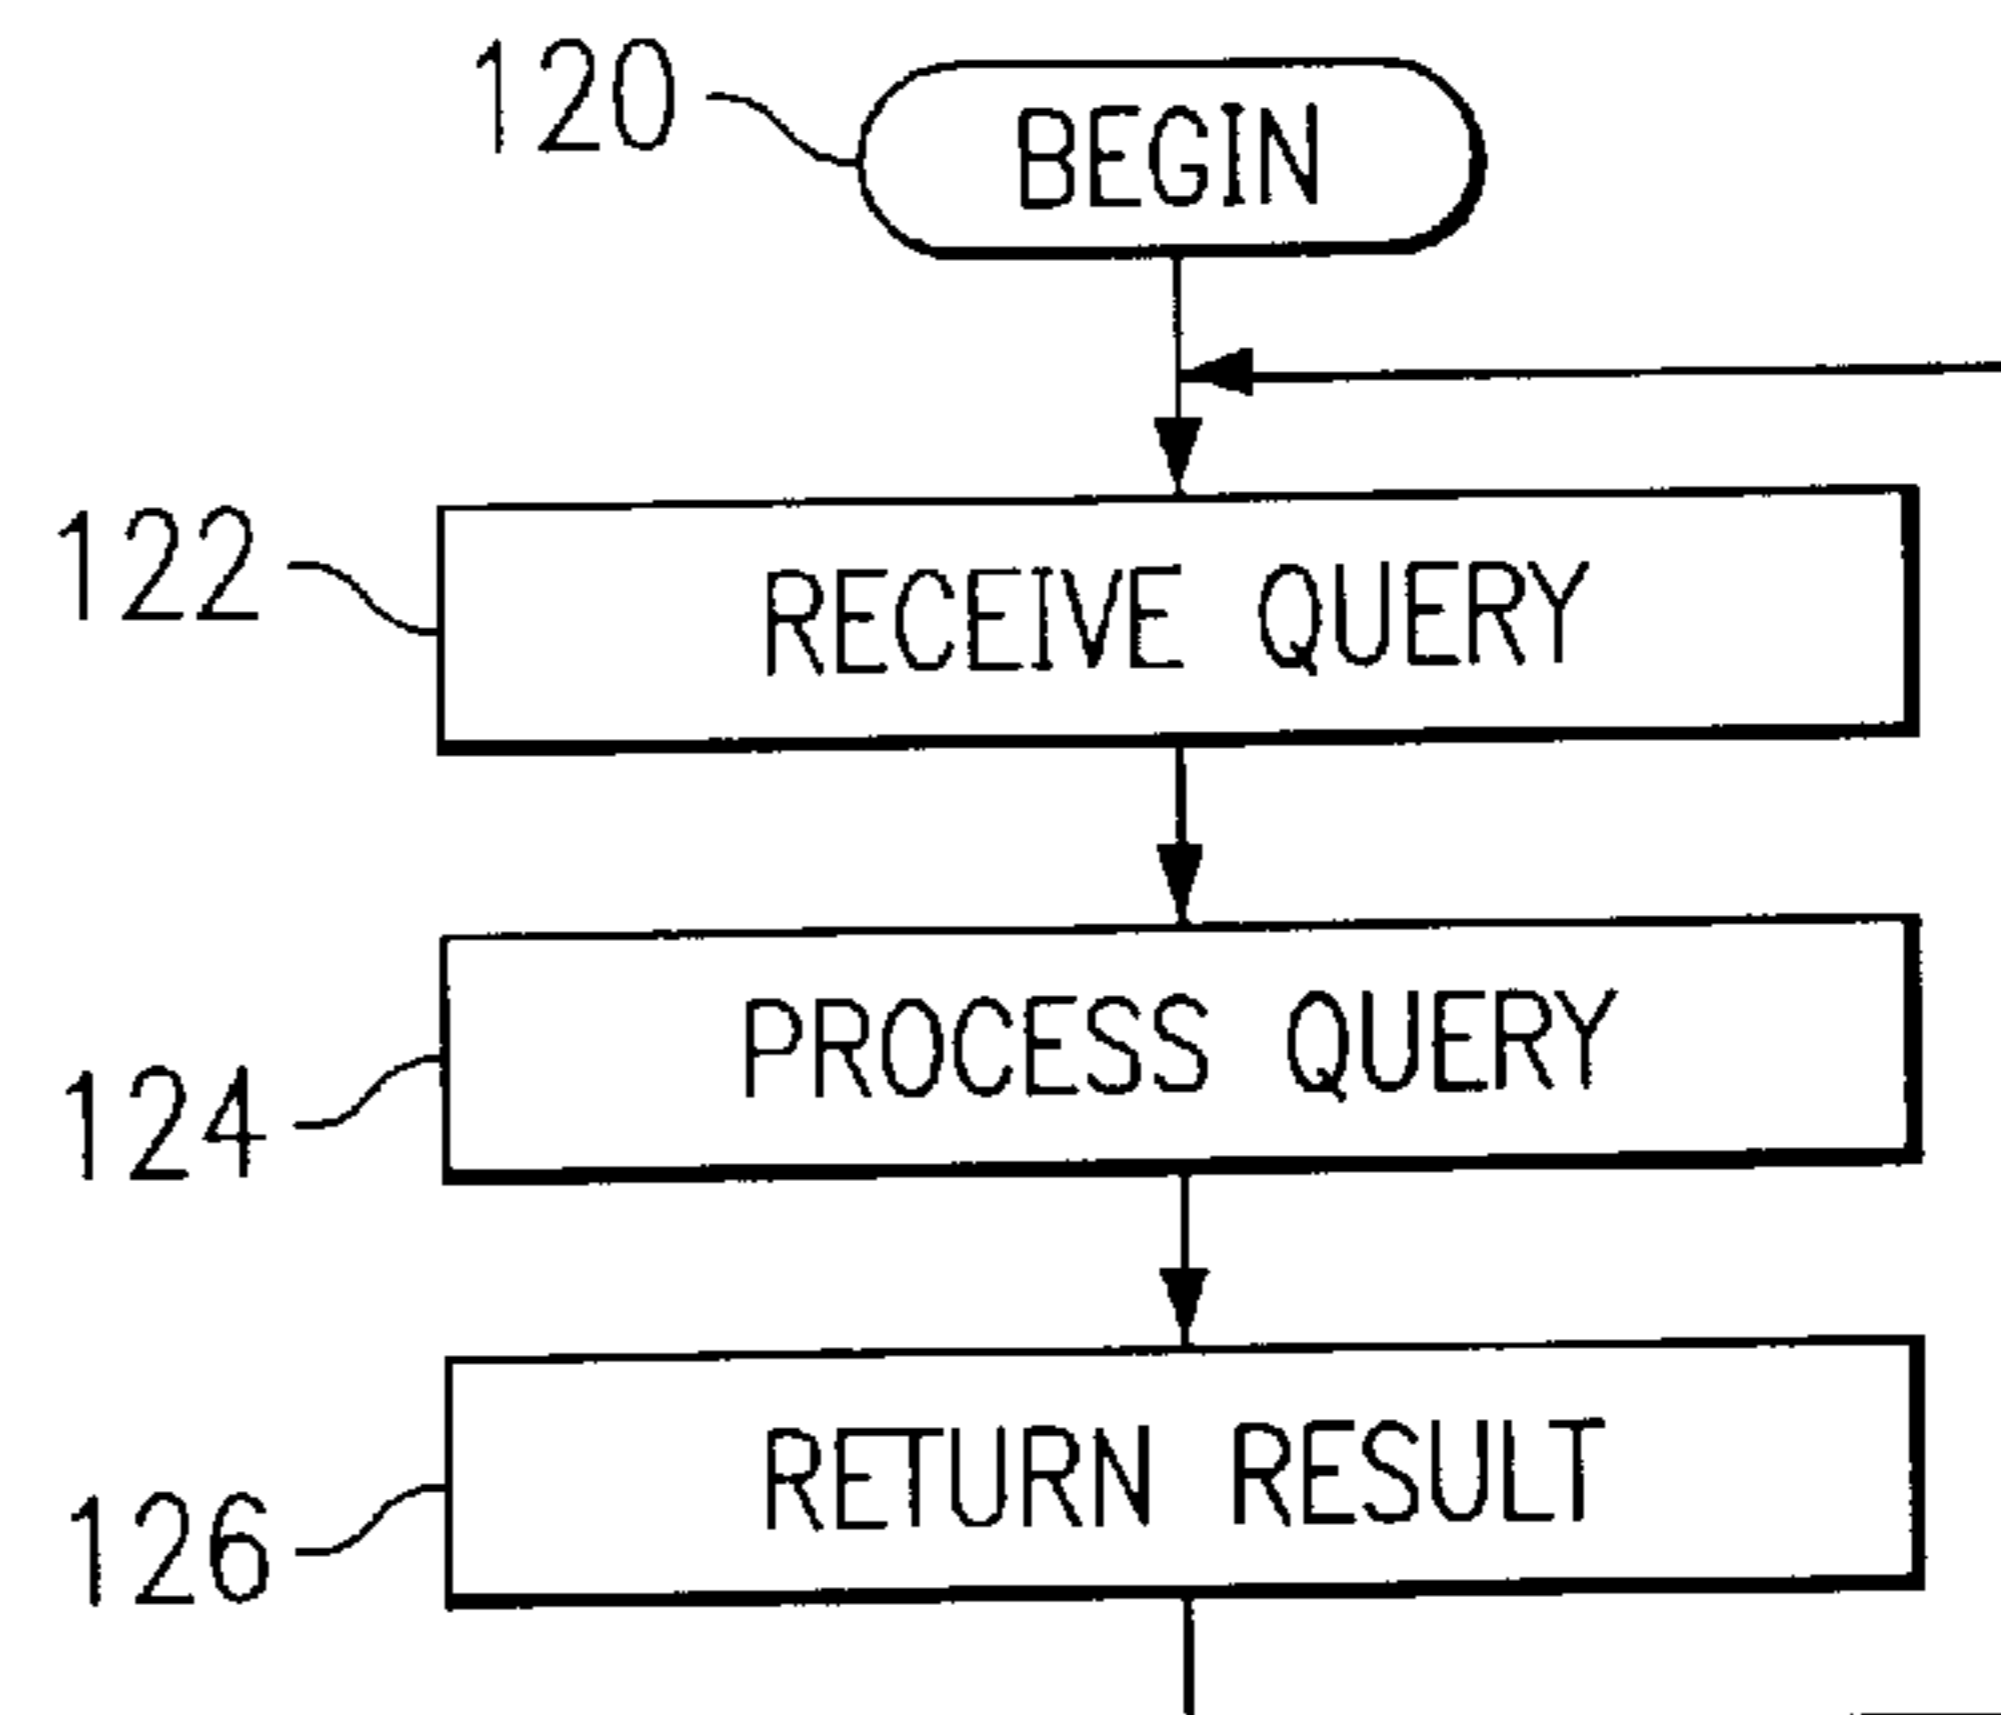 120 BEGIN
122 RECEIVE QUERY
124 PROCESS QUERY
126 RETURN RESULT